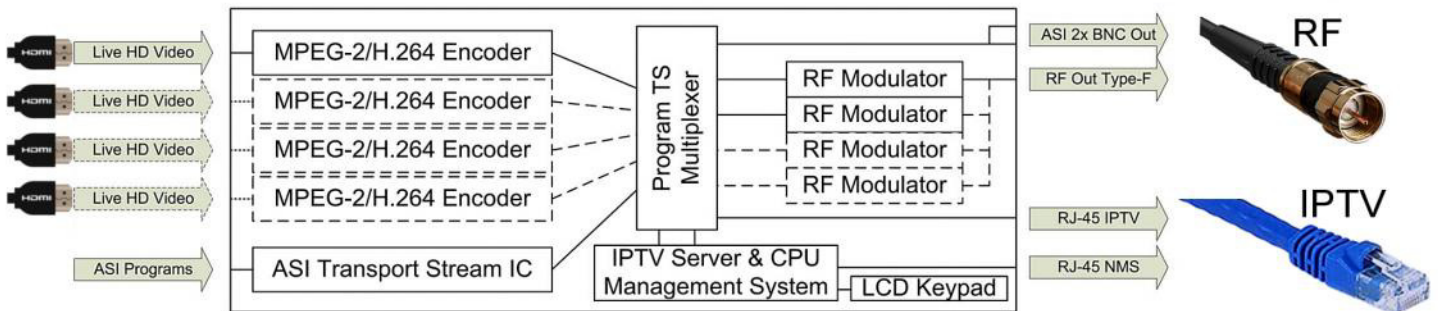 HDMI
Live HD Video
HDMI
Live HD Video
HDMI
Live HD Video
HDMI
Live HD Video
ASI Programs
MPEG-2/H.264 Encoder
MPEG-2/H.264 Encoder
MPEG-2/H.264 Encoder
MPEG-2/H.264 Encoder
ASI Transport Stream IC
Program TS
Multiplexer
RF Modulator
RF Modulator
RF Modulator
RF Modulator
IPTV Server & CPU
Management System
LCD Keypad
ASI 2x BNC Out
RF Out Type-F
RJ-45 IPTV
RJ-45 NMS
RF
IPTV